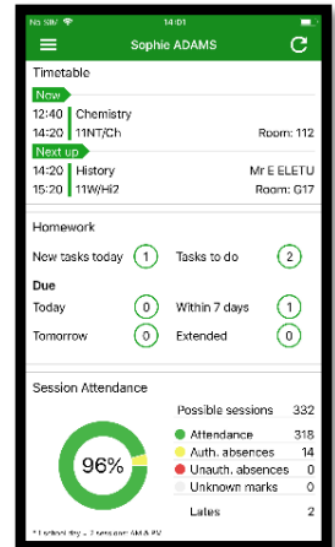 No SIM 14:01
Sophie ADAMS
Timetable
Now
12:40 Chemistry
14:20 11NT/Ch Room: 112
Next up
14:20 History Mr E ELETU
15:20 11W/Hi2 Room: G17
Homework
New tasks today 1 Tasks to do 2
Due
Today 0 Within 7 days 1
Tomorrow 0 Extended 0
Session Attendance
Possible sessions 332
Attendance 318
96%
Auth. absences 14
Unauth. absences 0
Unknown marks 0
Lates 2
* 1 school day = 2 sessions: AM & PM